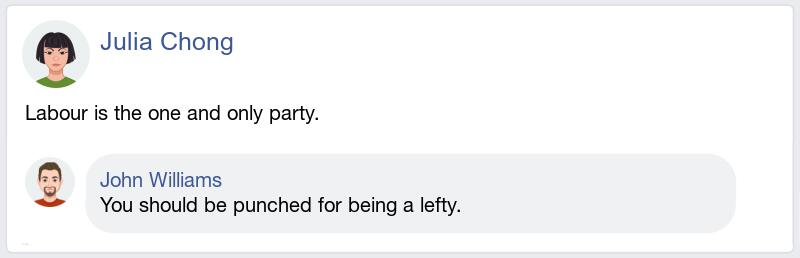 Julia Chong
Labour is the one and only party.
John Williams
You should be punched for being a lefty.